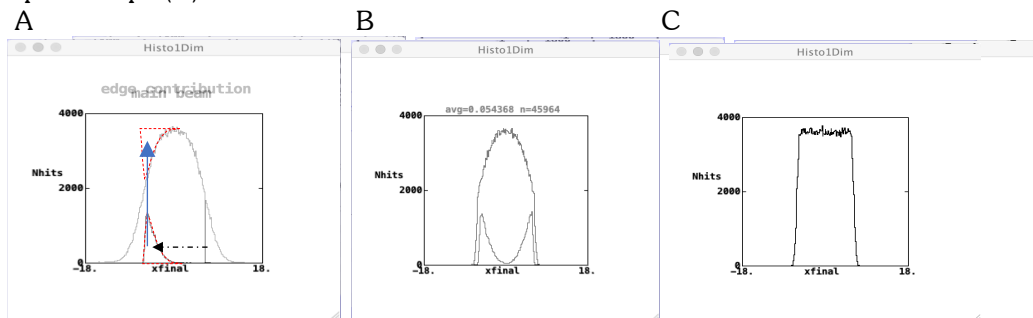 A B C
Histo1Dim Histo1Dim Histo1Dim
edge contribution
main beam
avg=0.054368 n=45964
4000 4000 4000
Nhits Nhits Nhits
2000 2000 2000
0 0 0
-18. xfinal 18. -18. xfinal 18. -18. xfinal 18.